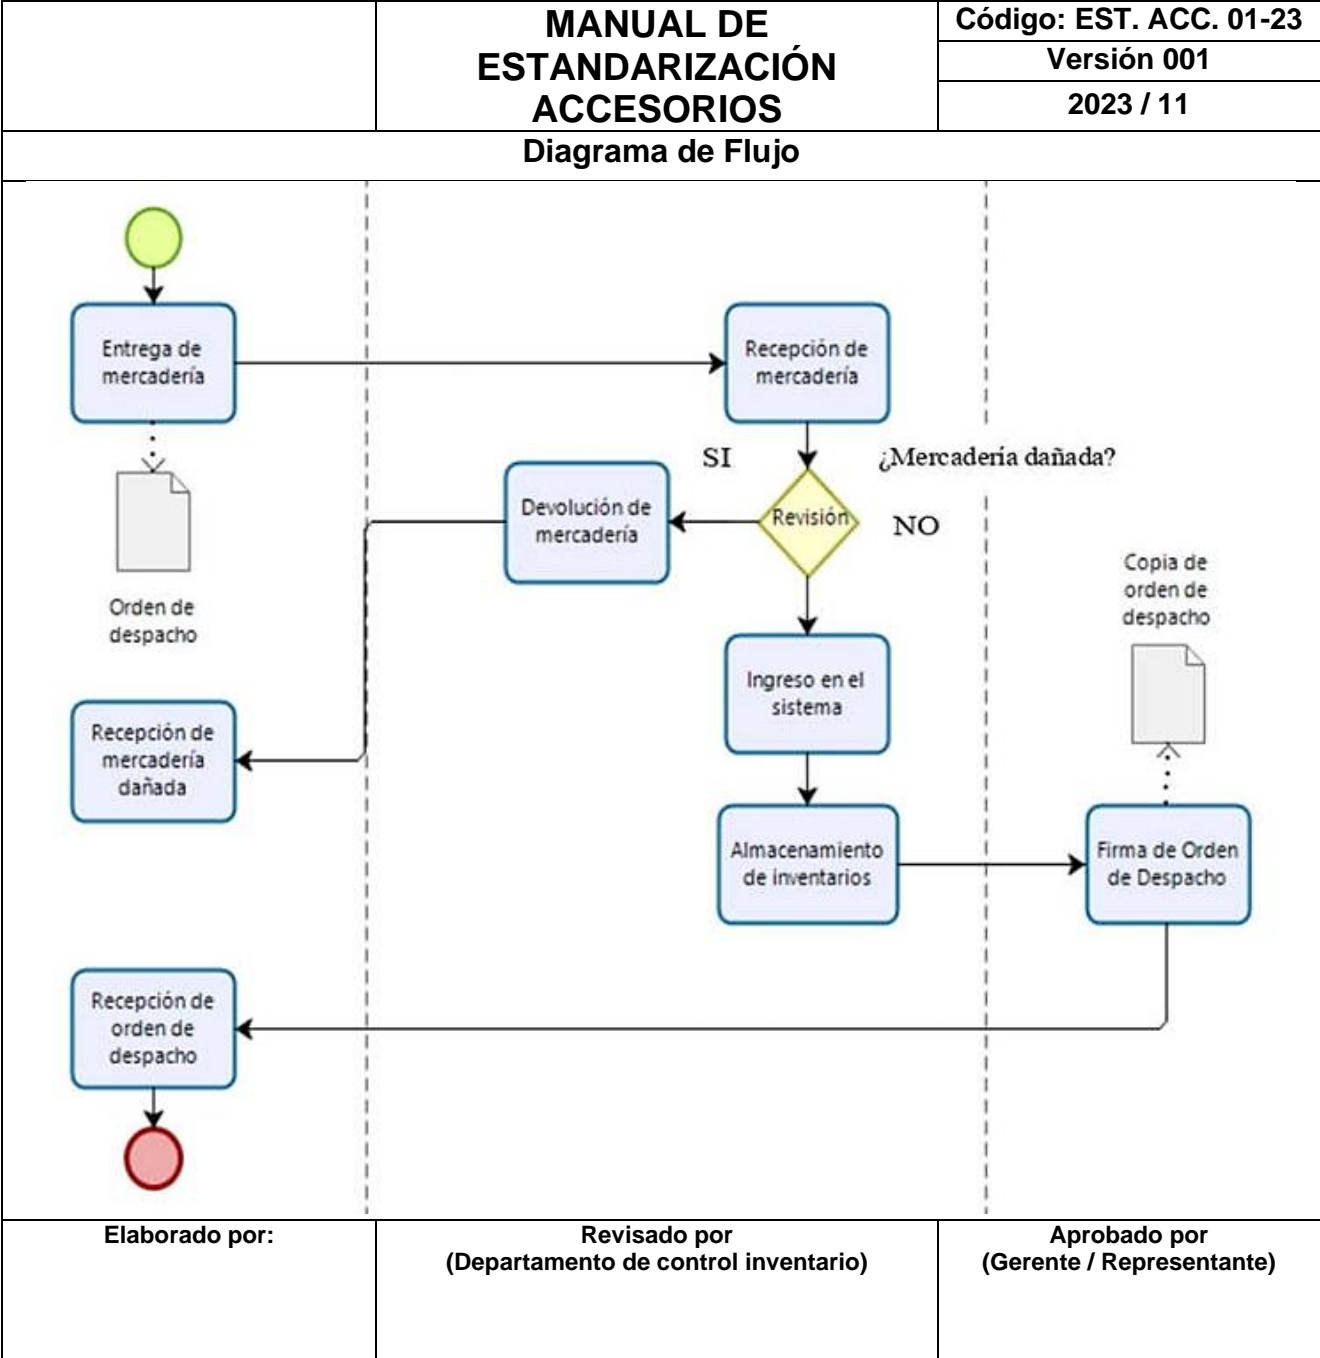 MANUAL DE
ESTANDARIZACIÓN
ACCESORIOS
Código: EST. ACC. 01-23
Versión 001
2023 / 11
Diagrama de Flujo
Entrega de
mercadería
Recepción de
mercadería
SI
¿Mercadería dañada?
Devolución de
mercadería
Revisión
NO
Orden de
despacho
Copia de
orden de
despacho
Ingreso en el
sistema
Recepción de
mercadería
dañada
Almacenamiento
de inventarios
Firma de Orden
de Despacho
Recepción de
orden de
despacho
Elaborado por:
Revisado por
(Departamento de control inventario)
Aprobado por
(Gerente / Representante)